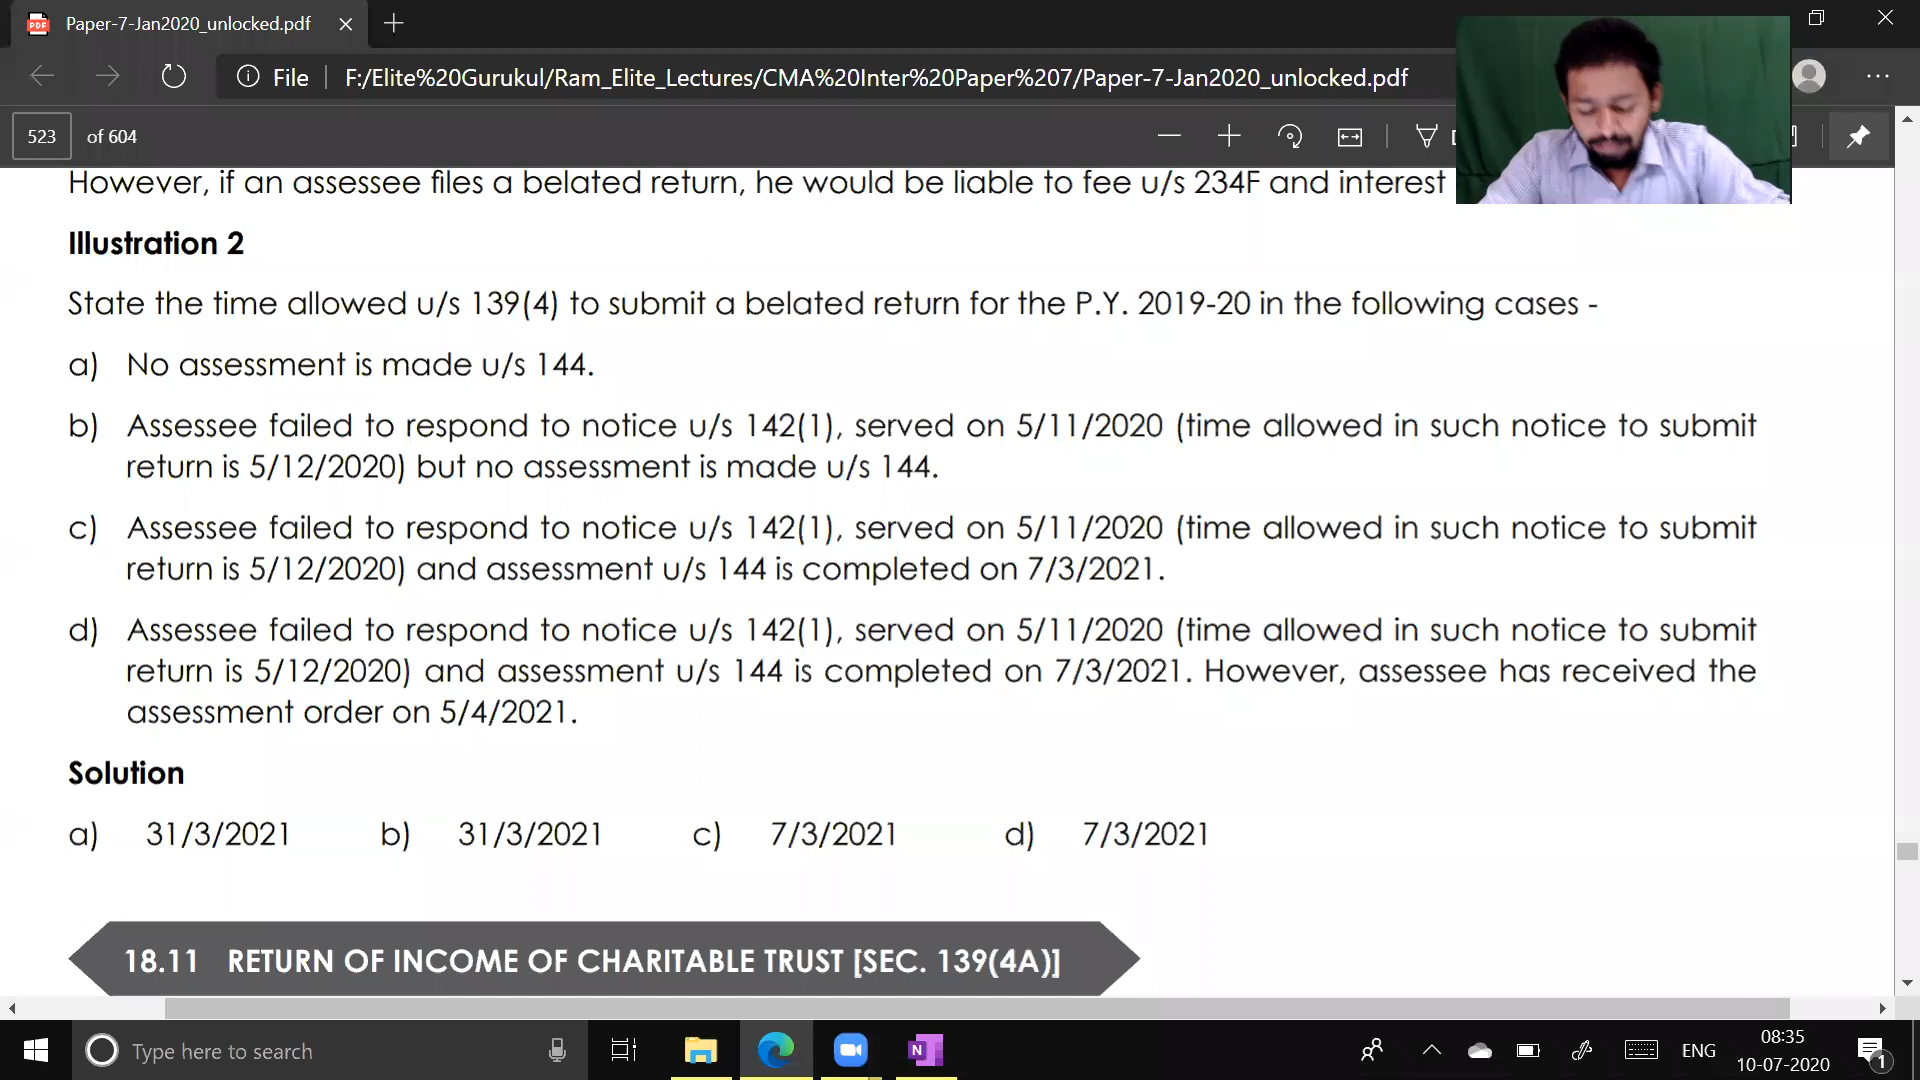 Paper-7-Jan2020_unlocked.pdf
File
F:/Elite%20Gurukul/Ram_Elite_Lectures/CMA%20Inter%20Paper%207/Paper-7-Jan2020_unlocked.pdf
523 of 604
However, if an assessee files a belated return, he would be liable to fee u/s 234F and interest
Illustration 2
State the time allowed u/s 139(4) to submit a belated return for the P.Y. 2019-20 in the following cases -
a) No assessment is made u/s 144.
b) Assessee failed to respond to notice u/s 142(1), served on 5/11/2020 (time allowed in such notice to submit
return is 5/12/2020) but no assessment is made u/s 144.
c) Assessee failed to respond to notice u/s 142(1), served on 5/11/2020 (time allowed in such notice to submit
return is 5/12/2020) and assessment u/s 144 is completed on 7/3/2021.
d) Assessee failed to respond to notice u/s 142(1), served on 5/11/2020 (time allowed in such notice to submit
return is 5/12/2020) and assessment u/s 144 is completed on 7/3/2021. However, assessee has received the
assessment order on 5/4/2021.
Solution
a) 31/3/2021 b) 31/3/2021 c) 7/3/2021 d) 7/3/2021
18.11 RETURN OF INCOME OF CHARITABLE TRUST [SEC. 139(4A)]
Type here to search
N
ENG
08:35
10-07-2020
1